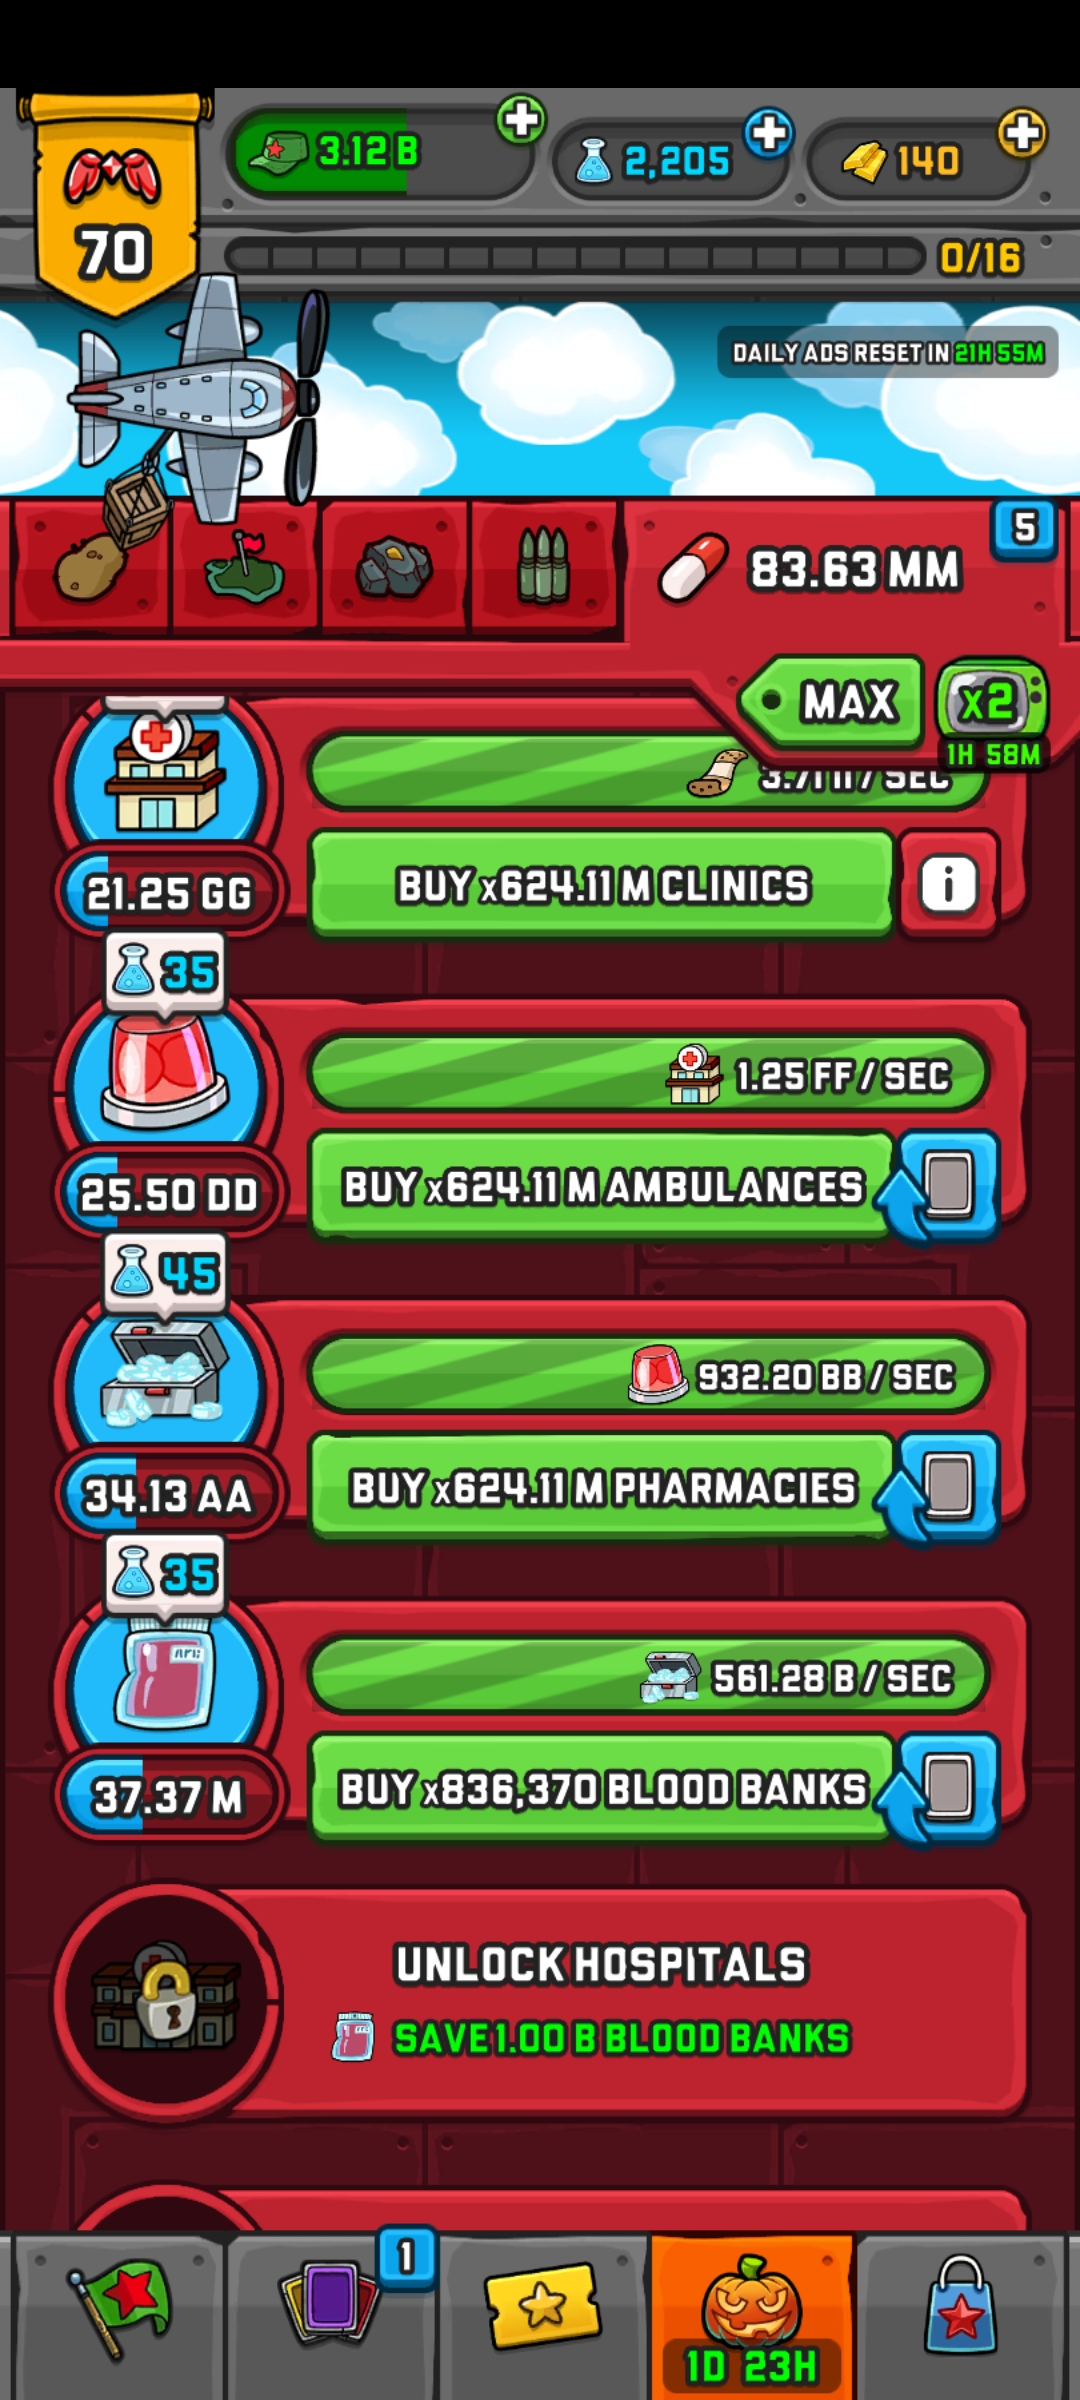 3.12 B
2,205
140
70
0/16
DAILY ADS RESET IN 21H 55M
5
83.63 MM
MAX
x2
1H 58M
/ SEC
21.25 GG
BUY x624.11 M CLINICS
i
35
1.25 FF / SEC
25.50 DD
BUY x624.11 M AMBULANCES
45
932.20 BB / SEC
34.13 AA
BUY x624.11 M PHARMACIES
35
561.28 B / SEC
37.37 M
BUY x836,370 BLOOD BANKS
UNLOCK HOSPITALS
SAVE 1.00 B BLOOD BANKS
1
1D 23H